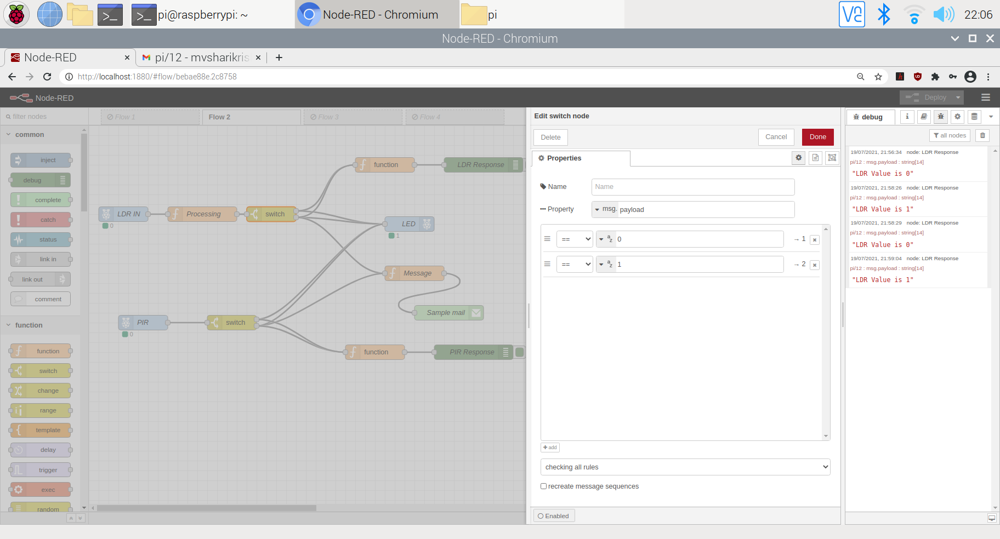 pi@raspberrypi: ~
Node-RED - Chromium
pi
22:06
Node-RED - Chromium
Node-RED
pi/12 - mvsharikris
http://localhost:1880/#flow/bebae88e.2c8758
Node-RED
Deploy
filter nodes
Flow 1
Flow 2
Flow 3
Flow 4
common
inject
debug
complete
catch
status
link in
link out
comment
function
function
switch
change
range
template
delay
trigger
exec
random
function
LDR Response
LDR IN
Processing
switch
0
LED
1
Message
Sample mail
PIR
switch
0
function
PIR Response
Edit switch node
Delete
Cancel
Done
Properties
Name
Name
Property
msg.
payload
==
az
0
→ 1
==
az
1
→ 2
add
checking all rules
recreate message sequences
Enabled
debug
all nodes
19/07/2021, 21:56:34 node: LDR Response
pi/12 : msg.payload : string[14]
"LDR Value is 0"
19/07/2021, 21:58:26 node: LDR Response
pi/12 : msg.payload : string[14]
"LDR Value is 1"
19/07/2021, 21:58:29 node: LDR Response
pi/12 : msg.payload : string[14]
"LDR Value is 0"
19/07/2021, 21:59:04 node: LDR Response
pi/12 : msg.payload : string[14]
"LDR Value is 1"